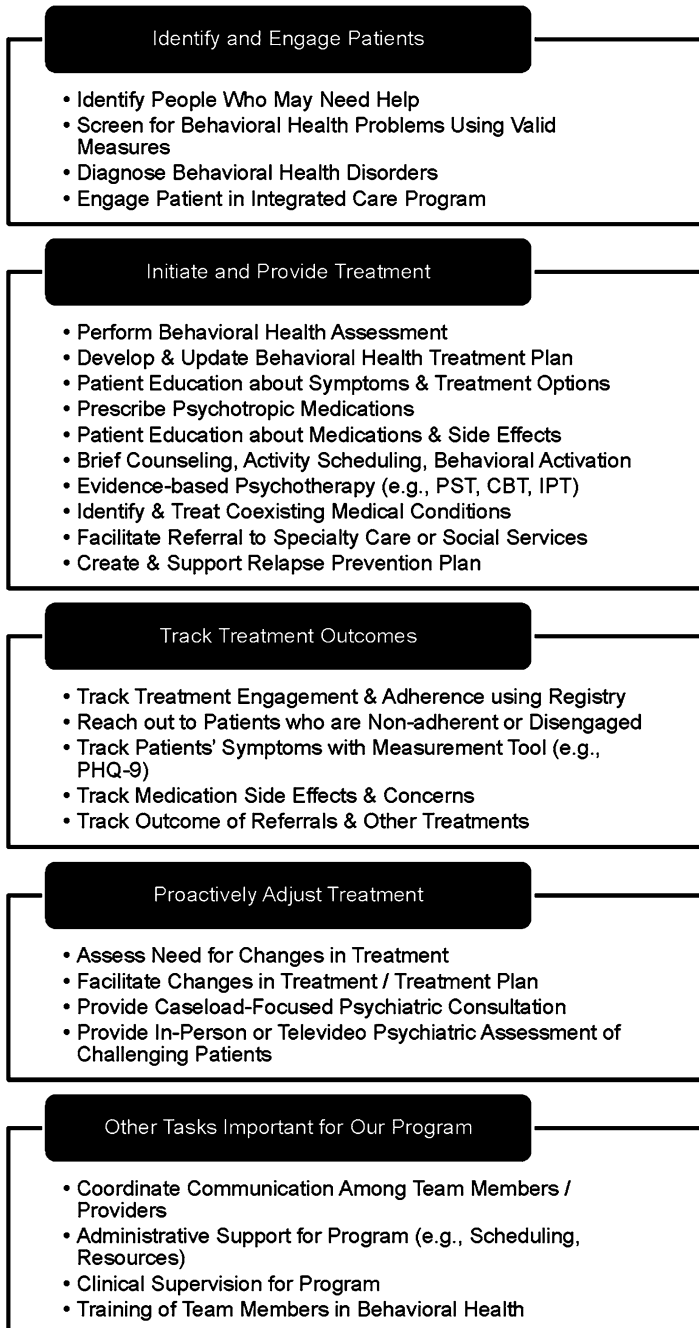 Identify and Engage Patients
• Identify People Who May Need Help
• Screen for Behavioral Health Problems Using Valid
Measures
• Diagnose Behavioral Health Disorders
• Engage Patient in Integrated Care Program
Initiate and Provide Treatment
• Perform Behavioral Health Assessment
• Develop & Update Behavioral Health Treatment Plan
• Patient Education about Symptoms & Treatment Options
• Prescribe Psychotropic Medications
• Patient Education about Medications & Side Effects
• Brief Counseling, Activity Scheduling, Behavioral Activation
• Evidence-based Psychotherapy (e.g., PST, CBT, IPT)
• Identify & Treat Coexisting Medical Conditions
• Facilitate Referral to Specialty Care or Social Services
• Create & Support Relapse Prevention Plan
Track Treatment Outcomes
• Track Treatment Engagement & Adherence using Registry
• Reach out to Patients who are Non-adherent or Disengaged
• Track Patients' Symptoms with Measurement Tool (e.g.,
PHQ-9)
• Track Medication Side Effects & Concerns
• Track Outcome of Referrals & Other Treatments
Proactively Adjust Treatment
• Assess Need for Changes in Treatment
• Facilitate Changes in Treatment / Treatment Plan
• Provide Caseload-Focused Psychiatric Consultation
• Provide In-Person or Televideo Psychiatric Assessment of
Challenging Patients
Other Tasks Important for Our Program
• Coordinate Communication Among Team Members /
Providers
• Administrative Support for Program (e.g., Scheduling,
Resources)
• Clinical Supervision for Program
• Training of Team Members in Behavioral Health